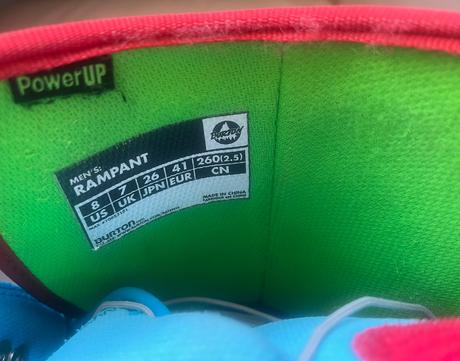 PowerUP
MEN'S:
RAMPANT
BURTON
8 7 26 41 260(2.5)
US UK JPN EUR CN
BURTON
MADE IN CHINA